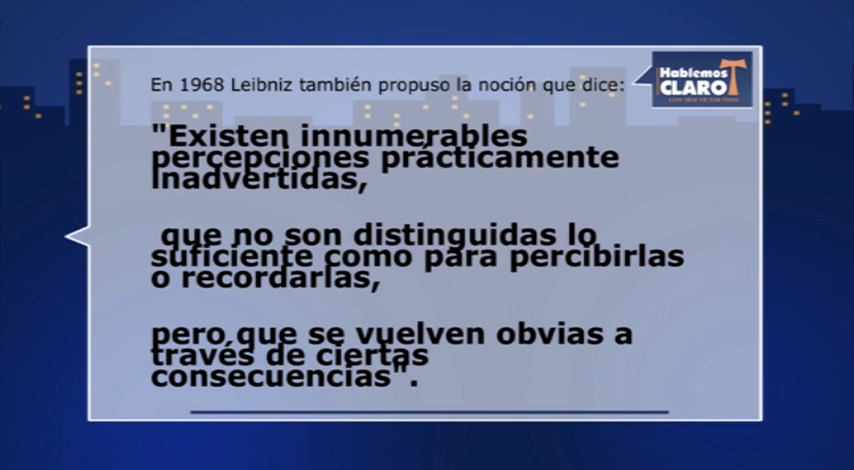 Hablemos
CLARO
En 1968 Leibniz también propuso la noción que dice:
"Existen innumerables
percepciones prácticamente
inadvertidas,
que no son distinguidas lo
suficiente como para percibirlas
o recordarlas,
pero que se vuelven obvias a
través de ciertas
consecuencias".